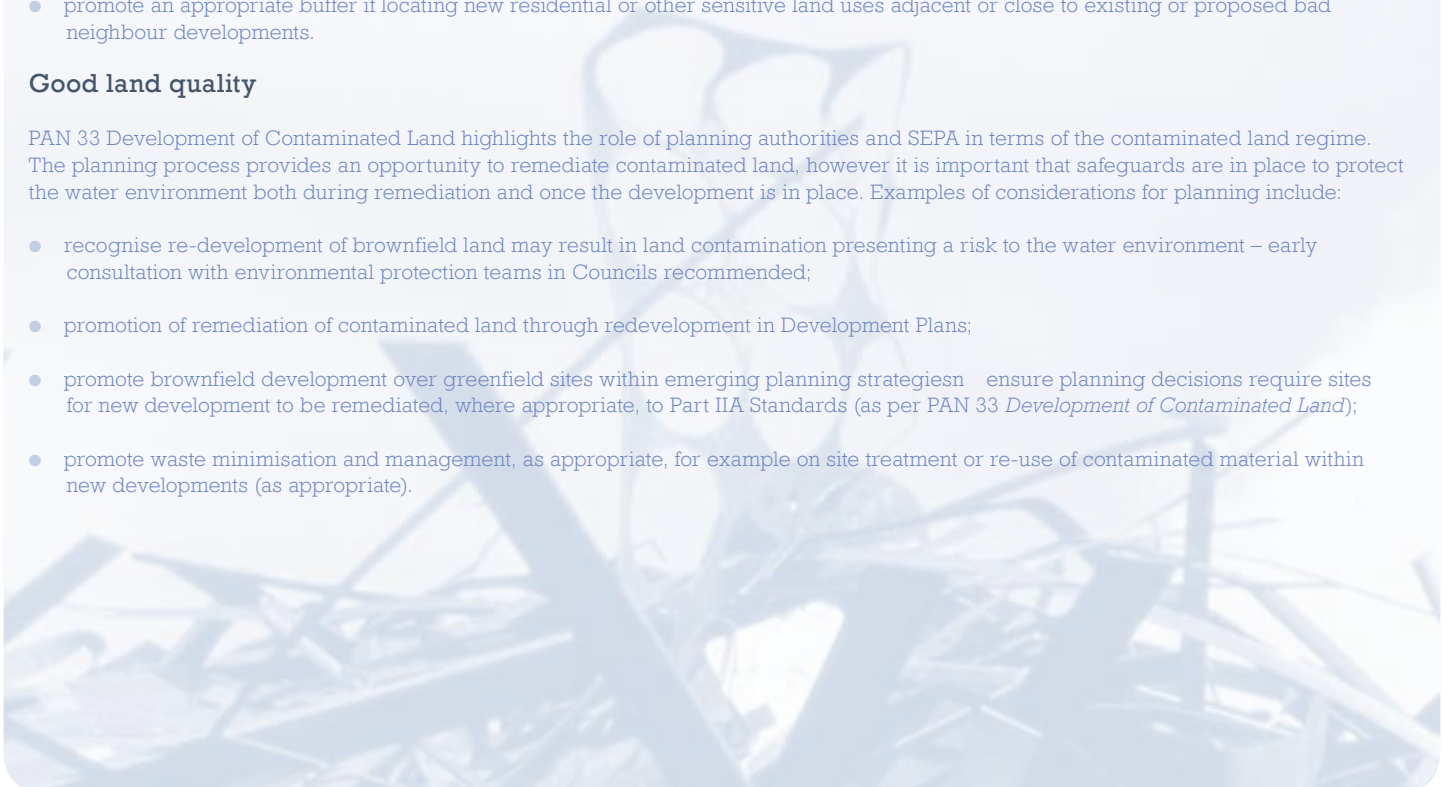 ● promote an appropriate buffer if locating new residential or other sensitive land uses adjacent or close to existing or proposed bad
neighbour developments.
Good land quality
PAN 33 Development of Contaminated Land highlights the role of planning authorities and SEPA in terms of the contaminated land regime.
The planning process provides an opportunity to remediate contaminated land, however it is important that safeguards are in place to protect
the water environment both during remediation and once the development is in place. Examples of considerations for planning include:
● recognise re-development of brownfield land may result in land contamination presenting a risk to the water environment – early
consultation with environmental protection teams in Councils recommended;
● promotion of remediation of contaminated land through redevelopment in Development Plans;
● promote brownfield development over greenfield sites within emerging planning strategiesn ensure planning decisions require sites
for new development to be remediated, where appropriate, to Part IIA Standards (as per PAN 33 Development of Contaminated Land);
● promote waste minimisation and management, as appropriate, for example on site treatment or re-use of contaminated material within
new developments (as appropriate).